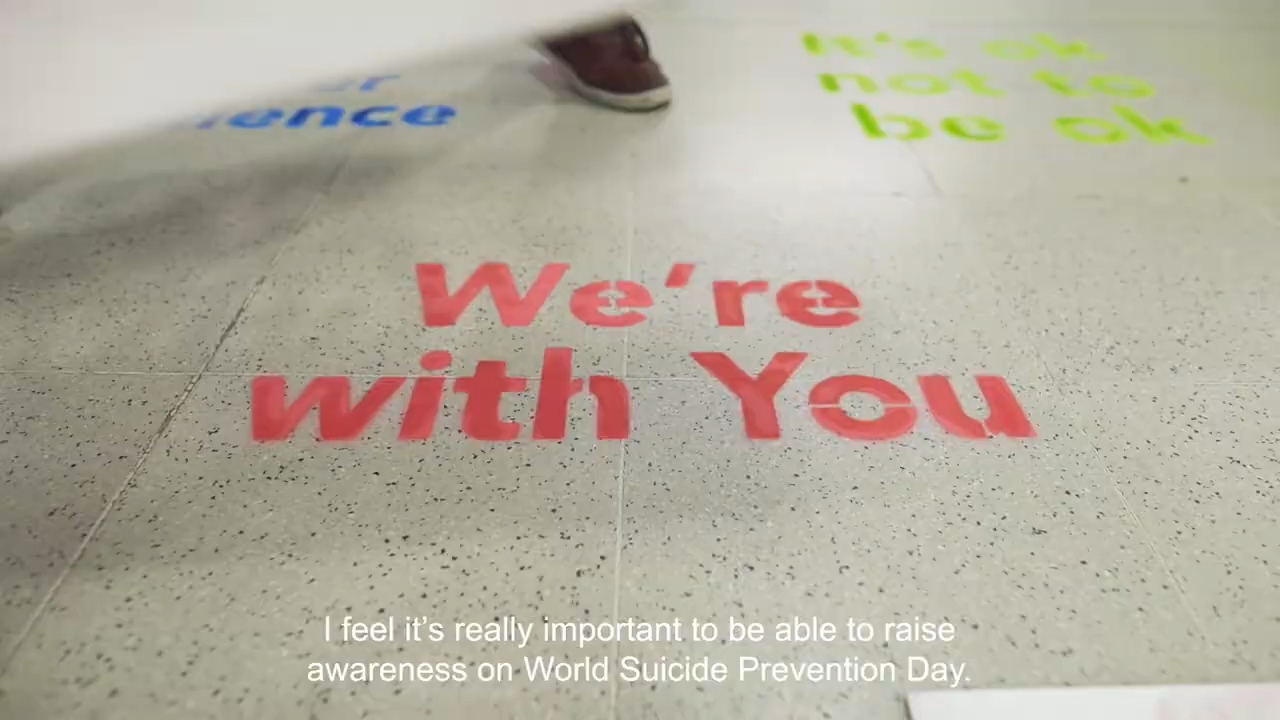 It's ok
not to
be ok
We're
with You
I feel it's really important to be able to raise
awareness on World Suicide Prevention Day.